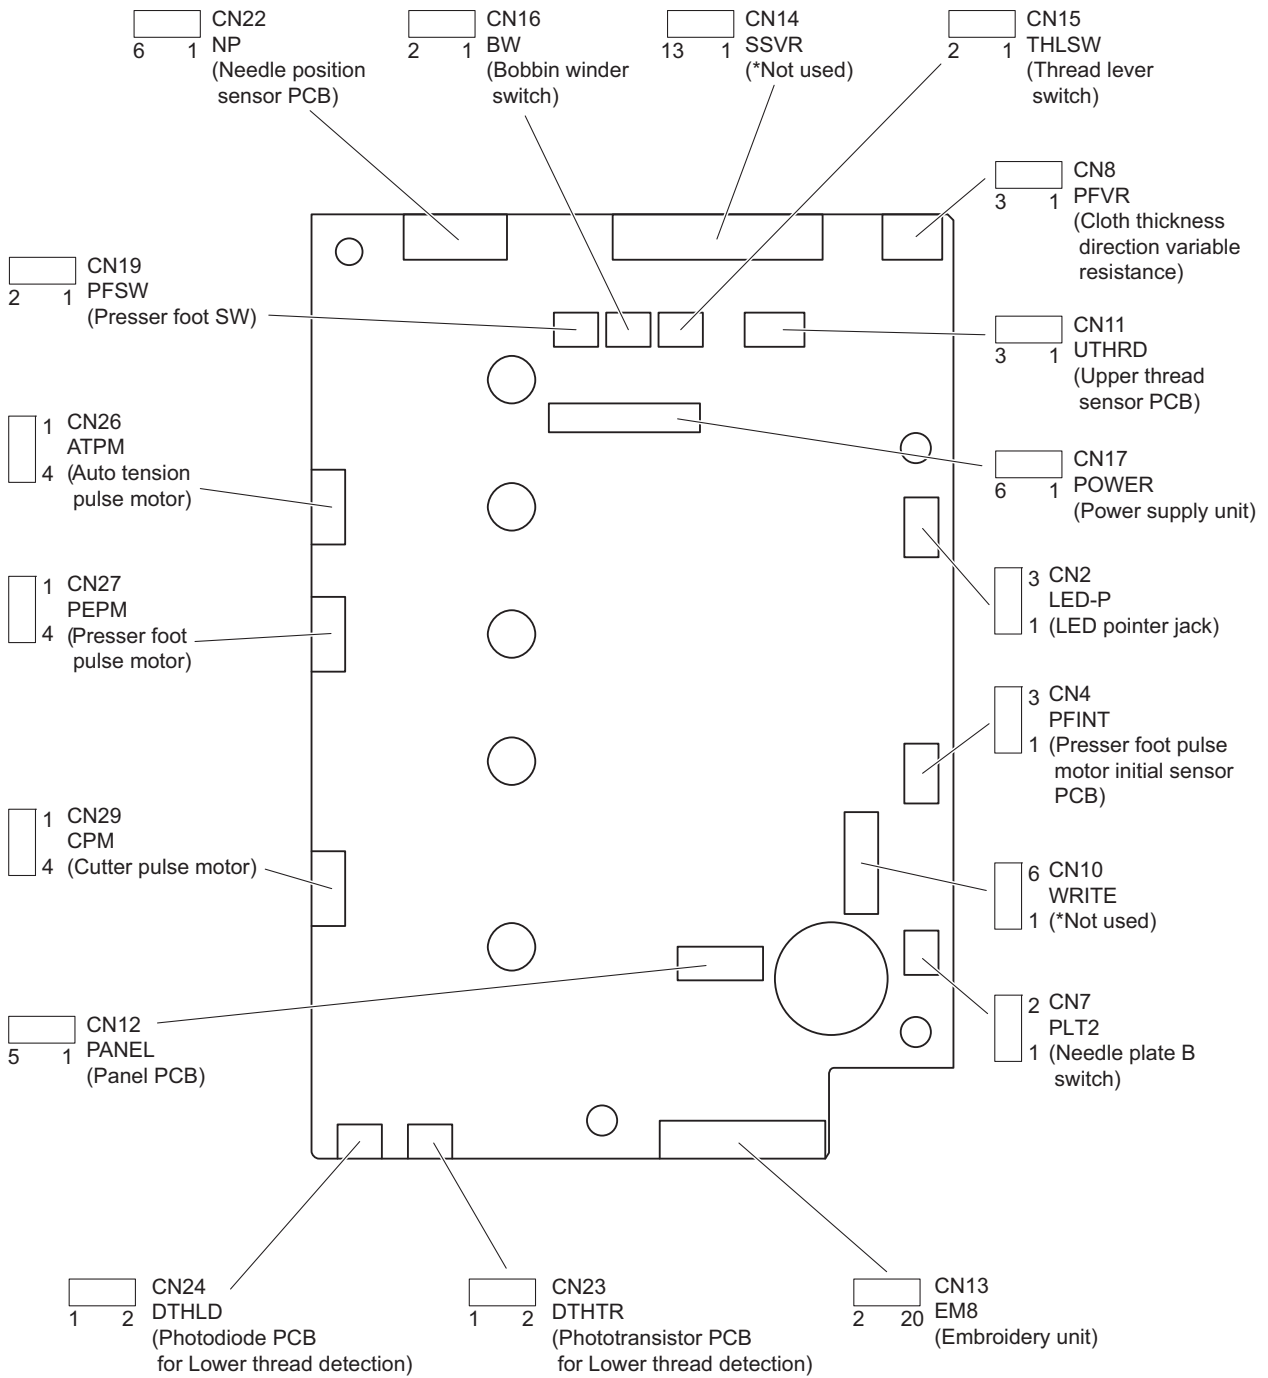 CN22
6 1 NP
(Needle position
sensor PCB)
CN16
2 1 BW
(Bobbin winder
switch)
CN14
13 1 SSVR
(*Not used)
CN15
2 1 THLSW
(Thread lever
switch)
CN8
3 1 PFVR
(Cloth thickness
direction variable
resistance)
CN19
2 1 PFSW
(Presser foot SW)
CN11
3 1 UTHRD
(Upper thread
sensor PCB)
1 CN26
ATPM
4 (Auto tension
pulse motor)
CN17
6 1 POWER
(Power supply unit)
1 CN27
PEPM
4 (Presser foot
pulse motor)
3 CN2
LED-P
1 (LED pointer jack)
3 CN4
PFINT
1 (Presser foot pulse
motor initial sensor
PCB)
1 CN29
CPM
4 (Cutter pulse motor)
6 CN10
WRITE
1 (*Not used)
CN12
5 1 PANEL
(Panel PCB)
2 CN7
PLT2
1 (Needle plate B
switch)
CN24
1 2 DTHLD
(Photodiode PCB
for Lower thread detection)
CN23
1 2 DTHTR
(Phototransistor PCB
for Lower thread detection)
CN13
2 20 EM8
(Embroidery unit)